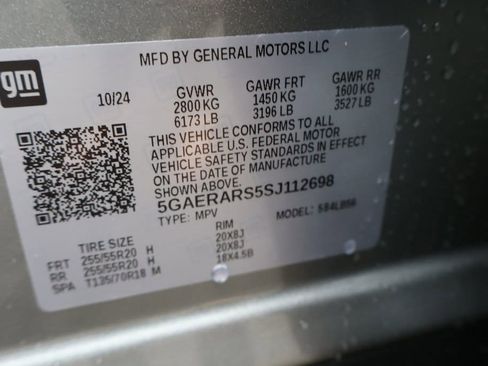 MFD BY GENERAL MOTORS LLC
gm
10/24 GVWR GAWR FRT GAWR RR
2800 KG 1450 KG 1600 KG
6173 LB 3196 LB 3527 LB
THIS VEHICLE CONFORMS TO ALL
APPLICABLE U.S. FEDERAL MOTOR
VEHICLE SAFETY STANDARDS IN EFFECT
ON THE DATE OF MANUFACTURE
SHOWN ABOVE.
5GAERARS5SJ112698
TYPE: MPV MODEL:
TIRE SIZE RIM
FRT 255/55R20 H 20X8J
RR 255/55R20 H 20X8J
SPA T135/70R18 M 18X4.5B